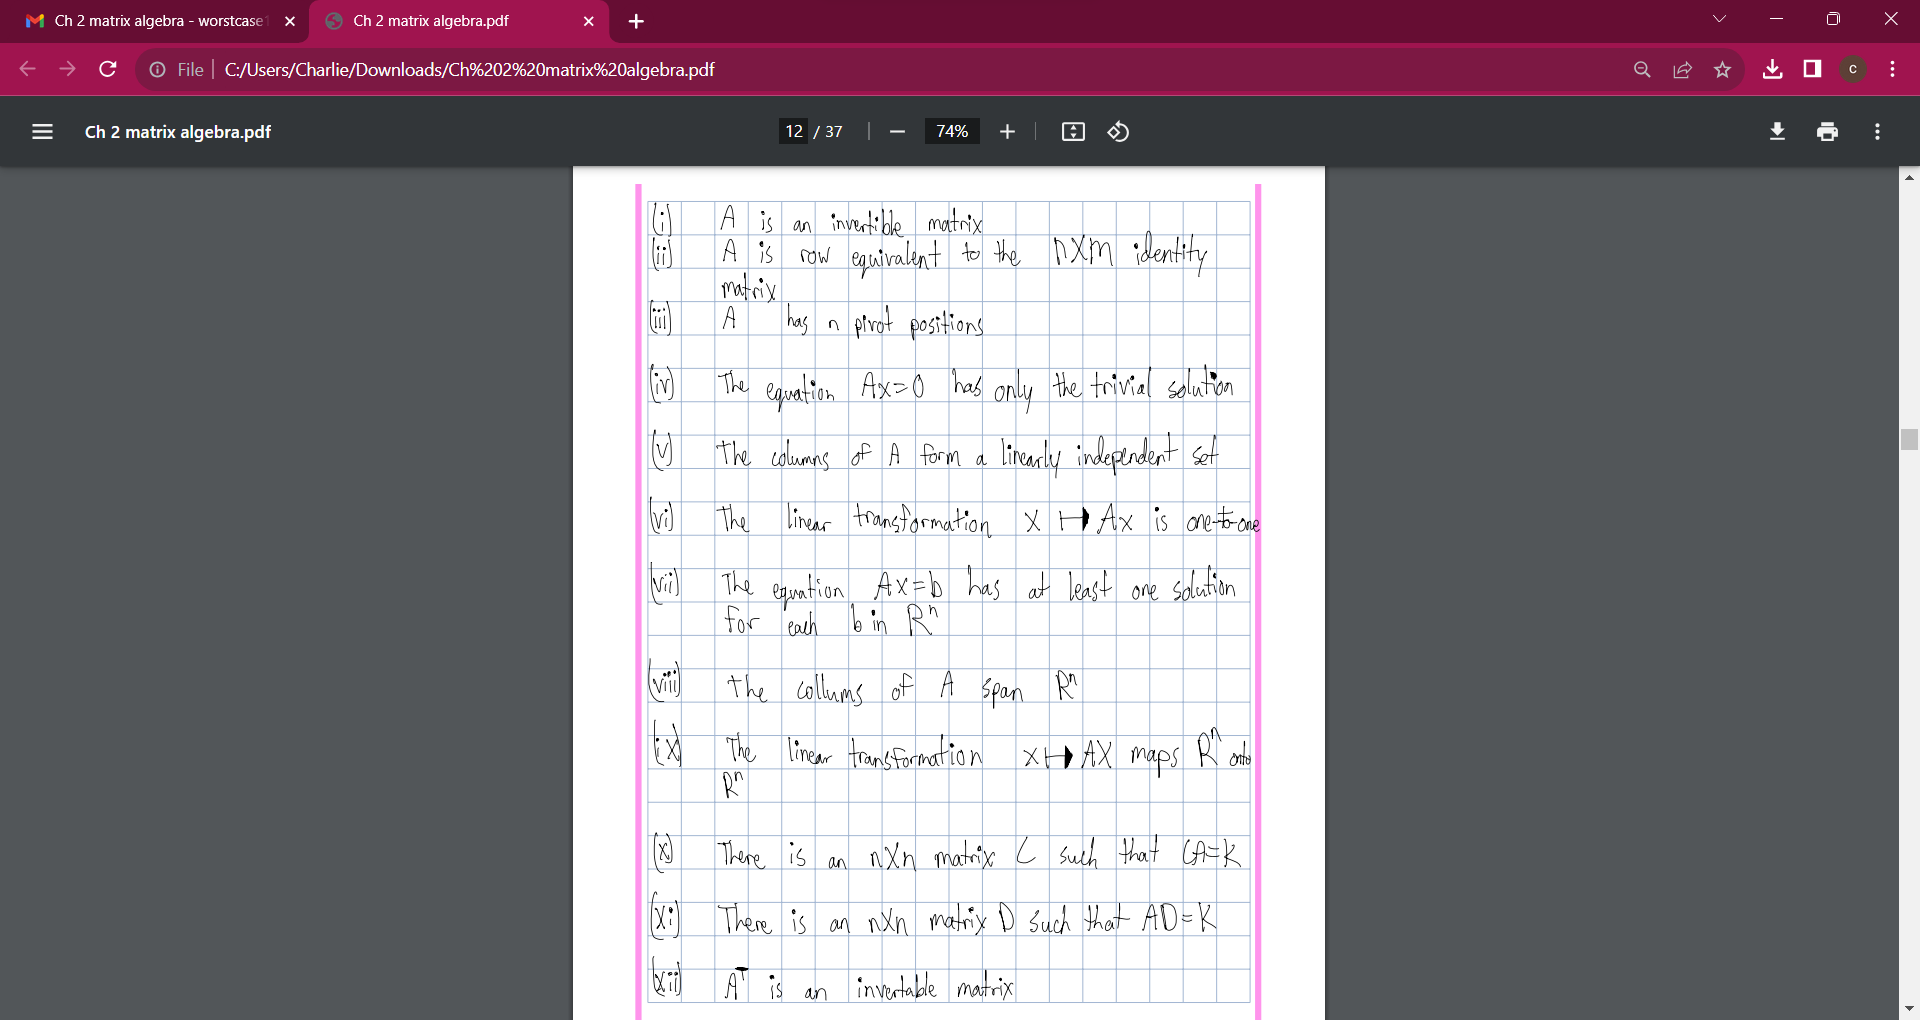 Ch 2 matrix algebra - worstcase1
Ch 2 matrix algebra.pdf
File
C:/Users/Charlie/Downloads/Ch%202%20matrix%20algebra.pdf
C
Ch 2 matrix algebra.pdf
12 / 37
74%
(i) A is an invertible matrix
(ii) A is row equivalent to the nXm identity
matrix
(iii) A has n pivot positions
(iv) The equation Ax=0 has only the trivial solution
(v) The columns of A form a linearly independent set
(vi) The linear transformation x ↦ Ax is one-to-one
(vii) The equation Ax=b has at least one solution
for each b in Rⁿ
(viii) the collums of A span Rⁿ
(ix) The linear transformation x ↦ AX maps Rⁿ onto
Rⁿ
(x) There is an nXn matrix C such that CA=K
(xi) There is an nXn matrix D such that AD=K
(xii) Aᵀ is an invertable matrix